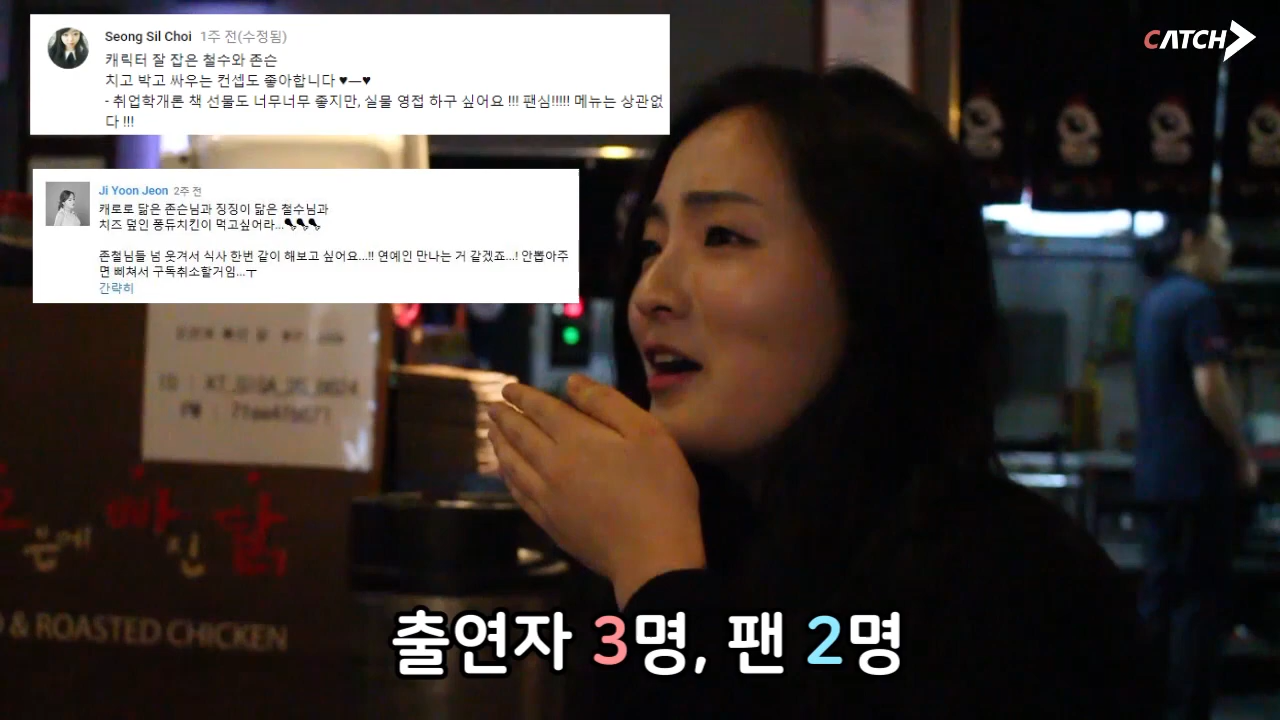 Seong Sil Choi 1주 전(수정됨)
캐릭터 잘 잡은 철수와 존슨
치고 박고 싸우는 컨셉도 좋아합니다 ♥—♥
- 취업학개론 책 선물도 너무너무 좋지만, 실물 영접 하구 싶어요 !!! 팬심!!!!! 메뉴는 상관없
다 !!!
CATCH
Ji Yoon Jeon 2주 전
캐로로 닮은 존슨님과 징징이 닮은 철수님과
치즈 덮인 퐁듀치킨이 먹고싶어라...🍗🍗🍗
존철님들 넘 웃겨서 식사 한번 같이 해보고 싶어요...!! 연예인 만나는 거 같겠죠...! 안뽑아주
면 삐쳐서 구독취소할거임...ㅜ
간략히
빠 닭
신
& ROASTED CHICKEN
출연자 3명, 팬 2명